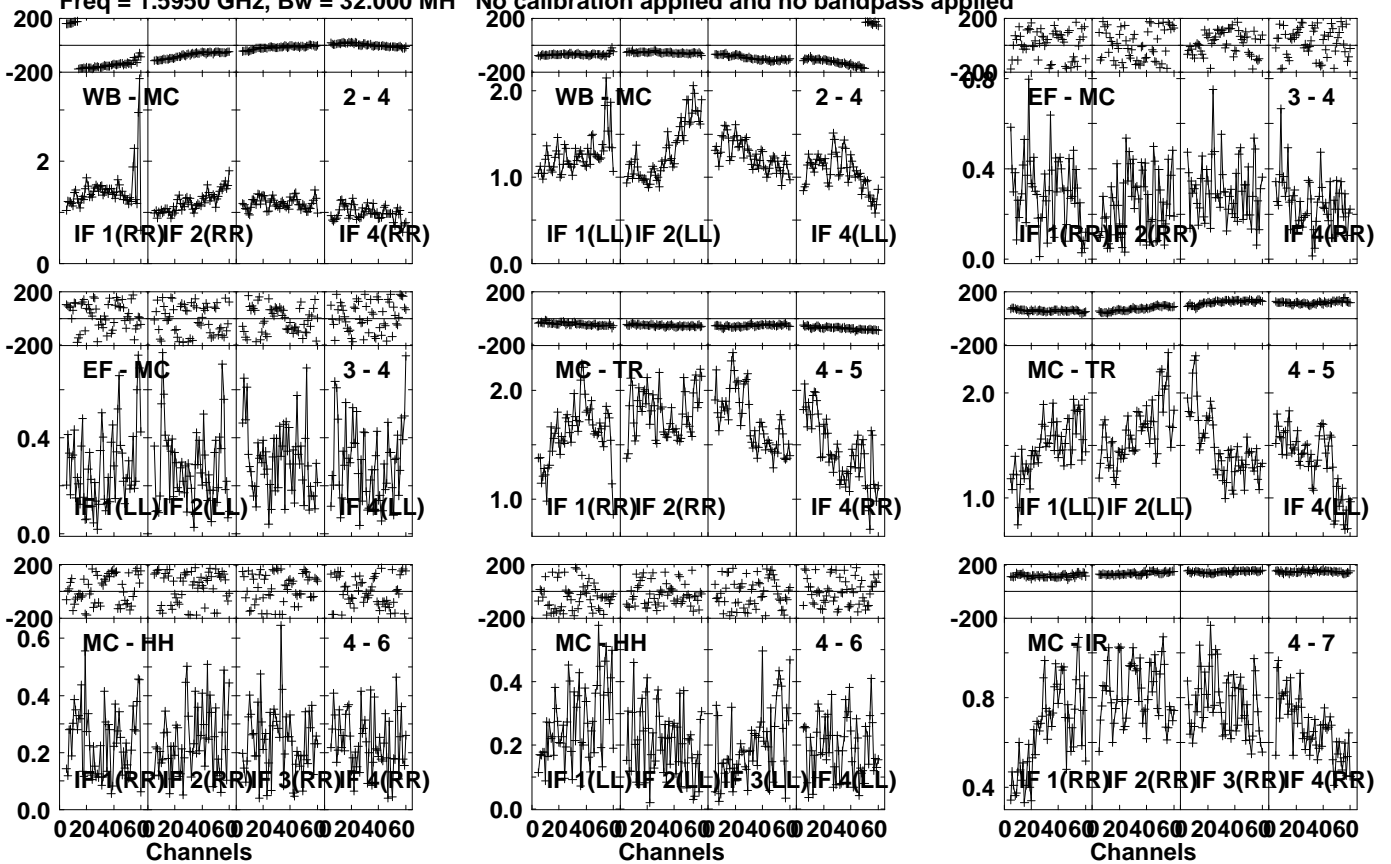 Freq = 1.5950 GHz, Bw = 32.000 MH No calibration applied and no bandpass applied
200
-200
WB - MC 2 - 4
2
0
IF 1(RR) IF 2(RR) IF 4(RR)
200
-200
WB - MC 2 - 4
2.0
1.0
0.0
IF 1(LL) IF 2(LL) IF 4(LL)
200
-200
0.8
EF - MC 3 - 4
0.4
0.0
IF 1(RR) IF 2(RR) IF 4(RR)
200
-200
EF - MC 3 - 4
0.4
0.0
IF 1(LL) IF 2(LL) IF 4(LL)
200
-200
MC - TR 4 - 5
2.0
1.0
IF 1(RR) IF 2(RR) IF 4(RR)
200
-200
MC - TR 4 - 5
2.0
1.0
IF 1(LL) IF 2(LL) IF 4(LL)
200
-200
0.6
MC - HH 4 - 6
0.4
0.2
0.0
IF 1(RR) IF 2(RR) IF 3(RR) IF 4(RR)
0 20 40 60 0 20 40 60 0 20 40 60 0 20 40 60
Channels
200
-200
MC - HH 4 - 6
0.4
0.2
0.0
IF 1(LL) IF 2(LL) IF 3(LL) IF 4(LL)
0 20 40 60 0 20 40 60 0 20 40 60 0 20 40 60
Channels
200
-200
MC - IR 4 - 7
0.8
0.4
IF 1(RR) IF 2(RR) IF 3(RR) IF 4(RR)
0 20 40 60 0 20 40 60 0 20 40 60 0 20 40 60
Channels